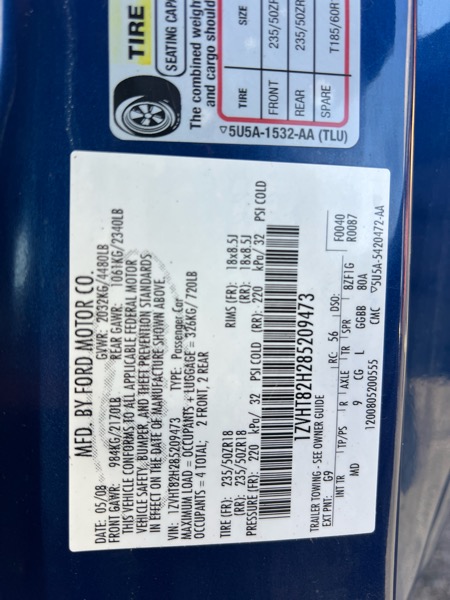 TIRE
SEATING CAP
The combined weigh
and cargo should
TIRE SIZE
FRONT 235/50ZR
REAR 235/50ZR
SPARE T185/60R1
5U5A-1532-AA (TLU)
MFD. BY FORD MOTOR CO.
05/08 GVWR: 2032KG/4480LB
FRONT GAWR: 984KG/2170LB REAR GAWR: 1061KG/2340LB
THIS VEHICLE CONFORMS TO ALL APPLICABLE FEDERAL MOTOR
VEHICLE SAFETY, BUMPER, AND THEFT PREVENTION STANDARDS
IN EFFECT ON THE DATE OF MANUFACTURE SHOWN ABOVE.
VIN: 1ZVHT82H285209473 TYPE: Passenger Car
MAXIMUM LOAD = OCCUPANTS + LUGGAGE = 326KG/720LB
OCCUPANTS = 4 TOTAL; 2 FRONT, 2 REAR
TIRE (FR): 235/50ZR18 RIMS (FR): 18x8.5J
(RR): 235/50ZR18 (RR): 18x8.5J
PRESSURE (FR): 220 kPa/ 32 PSI COLD (RR): 220 kPa/ 32 PSI COLD
1ZVHT82H285209473
TRAILER TOWING - SEE OWNER GUIDE F0040
EXT PNT: G9 RC: 56 DSO: R0087
INT TR TP/PS R AXLE TR SPR 8ZF1G
MD 9 CG L GGBB 80A
1200805200555 CMC 5U5A-5420472-AA